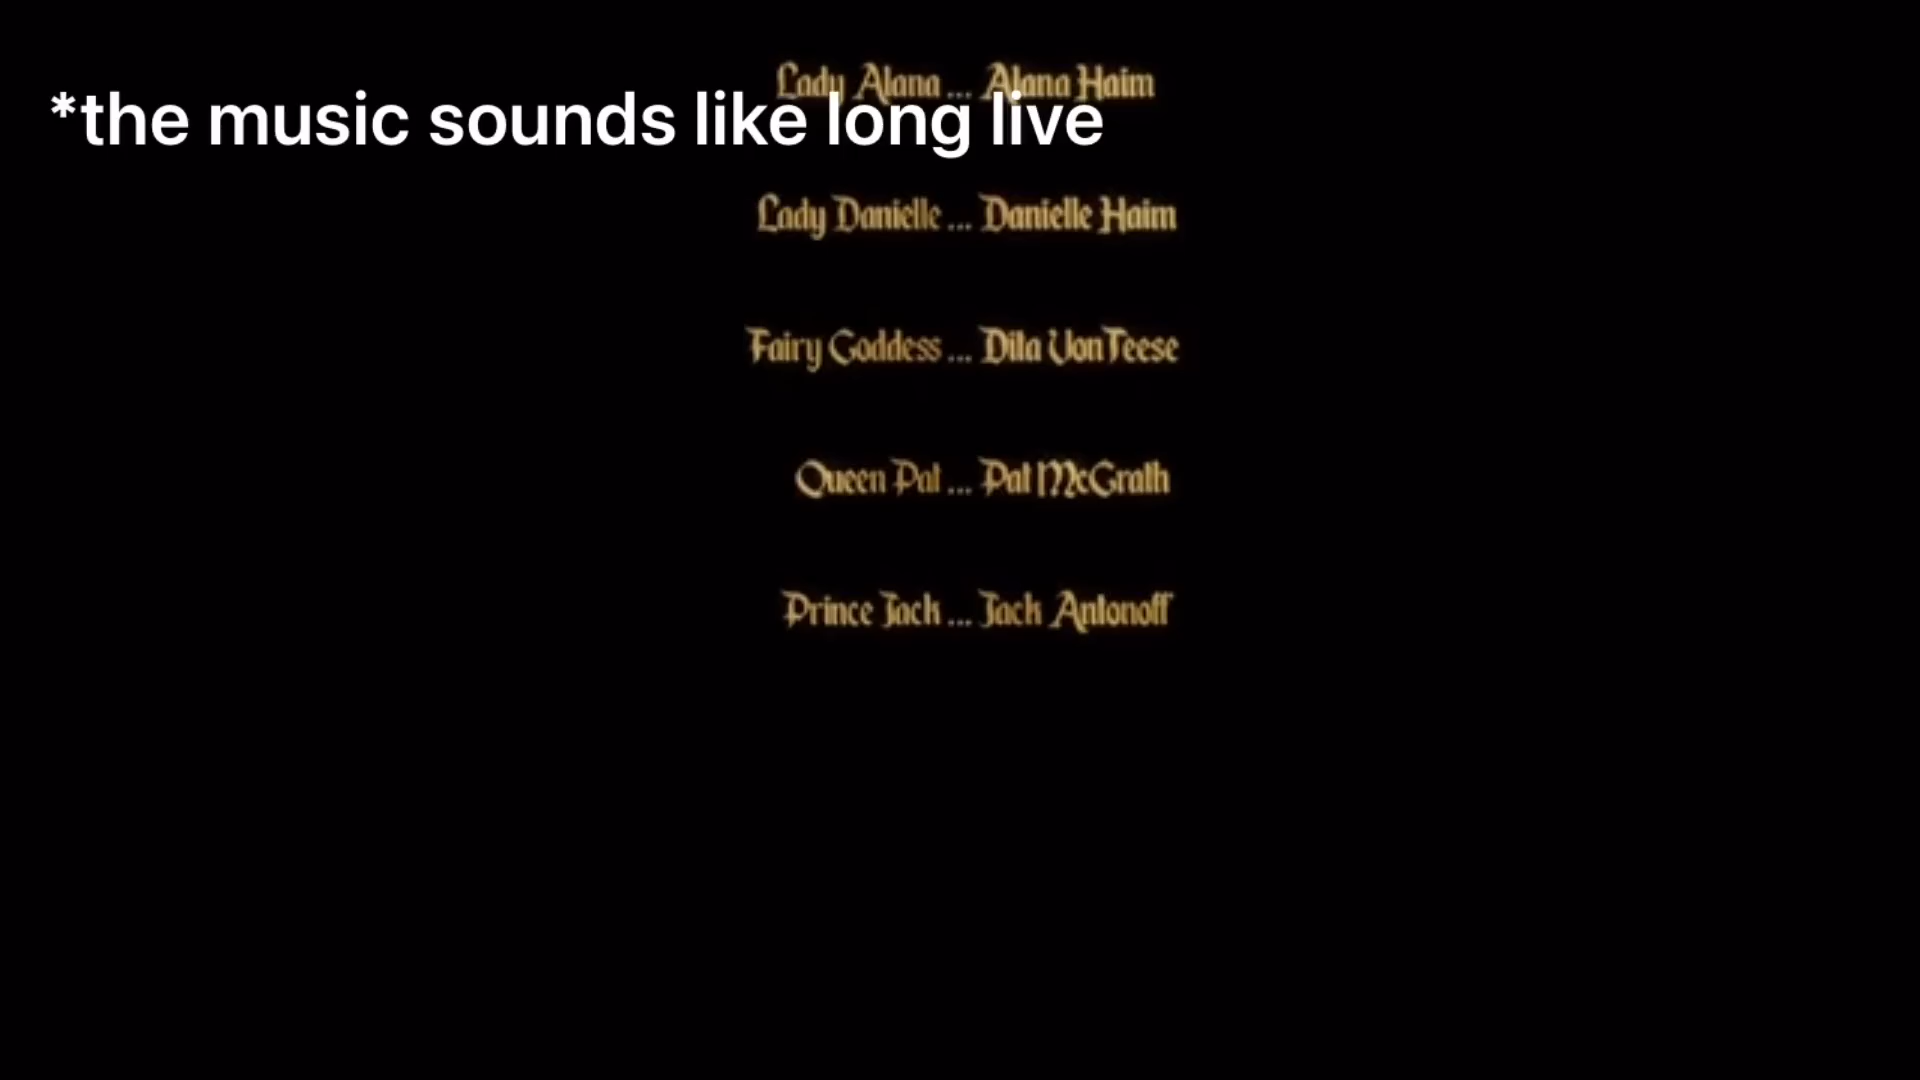 Lady Alana ... Alana Haim
*the music sounds like long live
Lady Danielle ... Danielle Haim
Fairy Goddess ... Dita Von Teese
Queen Pat ... Pat McGrath
Prince Jack ... Jack Antonoff